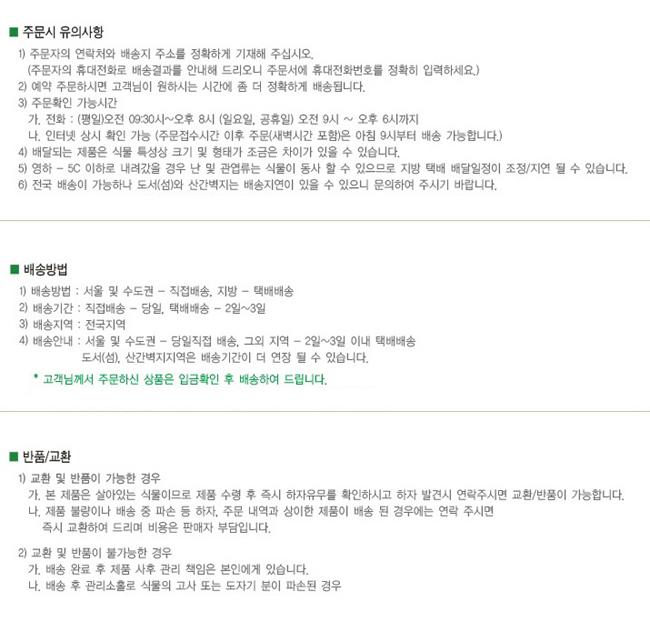 ■ 주문시 유의사항
1) 주문자의 연락처와 배송지 주소를 정확하게 기재해 주십시오.
(주문자의 휴대전화로 배송결과를 안내해 드리오니 주문서에 휴대전화번호를 정확히 입력하세요.)
2) 예약 주문하시면 고객님이 원하시는 시간에 좀 더 정확하게 배송됩니다.
3) 주문확인 가능시간
가. 전화 : (평일)오전 09:30시~오후 8시 (일요일, 공휴일) 오전 9시 ~ 오후 6시까지
나. 인터넷 상시 확인 가능 (주문접수시간 이후 주문(새벽시간 포함)은 아침 9시부터 배송 가능합니다.)
4) 배달되는 제품은 식물 특성상 크기 및 형태가 조금은 차이가 있을 수 있습니다.
5) 영하 - 5C 이하로 내려갔을 경우 난 및 관엽류는 식물이 동사 할 수 있으므로 지방 택배 배달일정이 조정/지연 될 수 있습니다.
6) 전국 배송이 가능하나 도서(섬)와 산간벽지는 배송지연이 있을 수 있으니 문의하여 주시기 바랍니다.
■ 배송방법
1) 배송방법 : 서울 및 수도권 - 직접배송, 지방 - 택배배송
2) 배송기간 : 직접배송 - 당일, 택배배송 - 2일~3일
3) 배송지역 : 전국지역
4) 배송안내 : 서울 및 수도권 - 당일직접 배송, 그외 지역 - 2일~3일 이내 택배배송
도서(섬), 산간벽지지역은 배송기간이 더 연장 될 수 있습니다.
* 고객님께서 주문하신 상품은 입금확인 후 배송하여 드립니다.
■ 반품/교환
1) 교환 및 반품이 가능한 경우
가. 본 제품은 살아있는 식물이므로 제품 수령 후 즉시 하자유무를 확인하시고 하자 발견시 연락주시면 교환/반품이 가능합니다.
나. 제품 불량이나 배송 중 파손 등 하자, 주문 내역과 상이한 제품이 배송 된 경우에는 연락 주시면
즉시 교환하여 드리며 비용은 판매자 부담입니다.
2) 교환 및 반품이 불가능한 경우
가. 배송 완료 후 제품 사후 관리 책임은 본인에게 있습니다.
나. 배송 후 관리소홀로 식물의 고사 또는 도자기 분이 파손된 경우